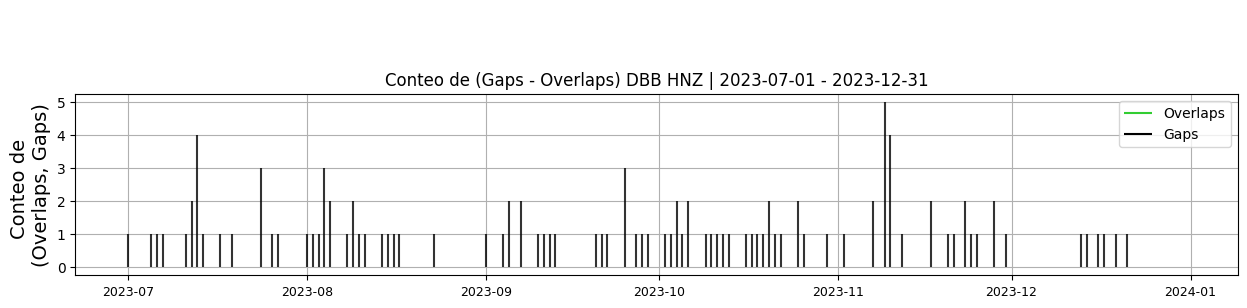 Conteo de (Gaps - Overlaps) DBB HNZ | 2023-07-01 - 2023-12-31
Conteo de
(Overlaps, Gaps)
5
4
3
2
1
0
Overlaps
Gaps
2023-07 2023-08 2023-09 2023-10 2023-11 2023-12 2024-01